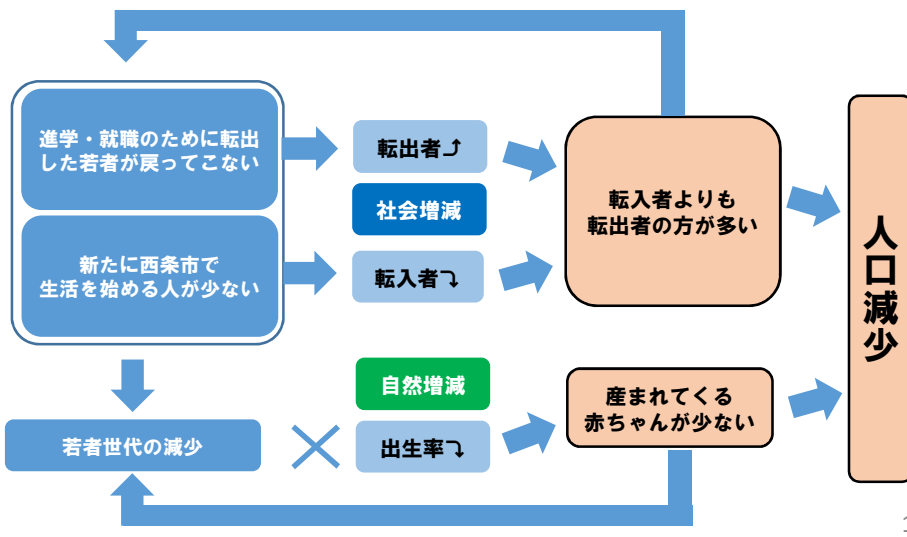 進学・就職のために転出
した若者が戻ってこない
転出者⤴
社会増減
転入者よりも
転出者の方が多い
新たに西条市で
生活を始める人が少ない
転入者⤵
人口減少
自然増減
産まれてくる
赤ちゃんが少ない
若者世代の減少
×
出生率⤵